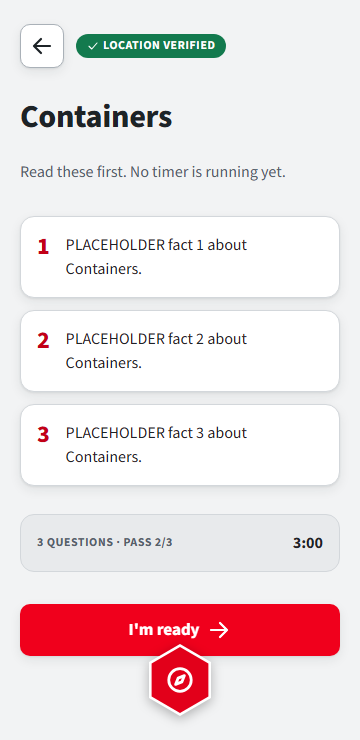 LOCATION VERIFIED
Containers
Read these first. No timer is running yet.
1 PLACEHOLDER fact 1 about
Containers.
2 PLACEHOLDER fact 2 about
Containers.
3 PLACEHOLDER fact 3 about
Containers.
3 QUESTIONS · PASS 2/3 3:00
I'm ready